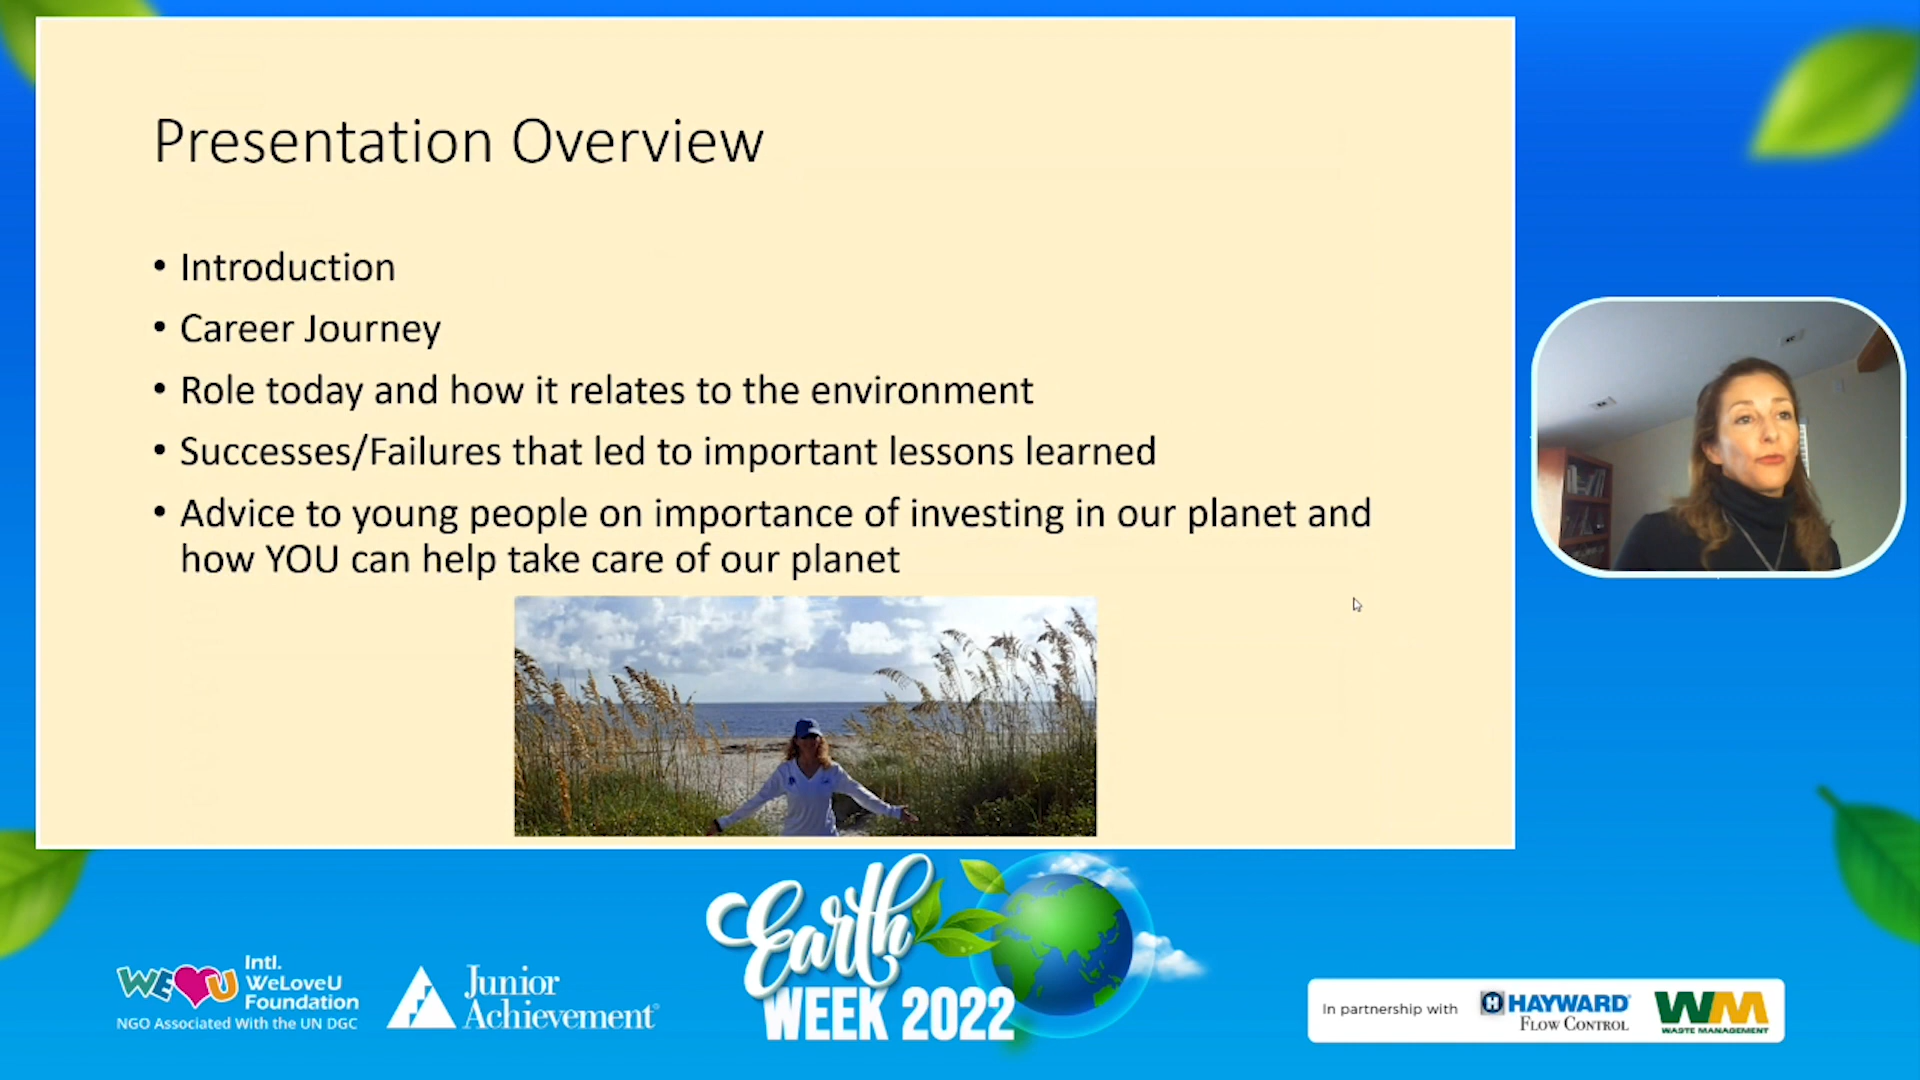 Presentation Overview
• Introduction
• Career Journey
• Role today and how it relates to the environment
• Successes/Failures that led to important lessons learned
• Advice to young people on importance of investing in our planet and
how YOU can help take care of our planet
WE U
Intl.
WeLoveU
Foundation
NGO Associated With the UN DGC
Junior
Achievement®
Earth
WEEK 2022
In partnership with
H HAYWARD®
FLOW CONTROL
WM
WASTE MANAGEMENT